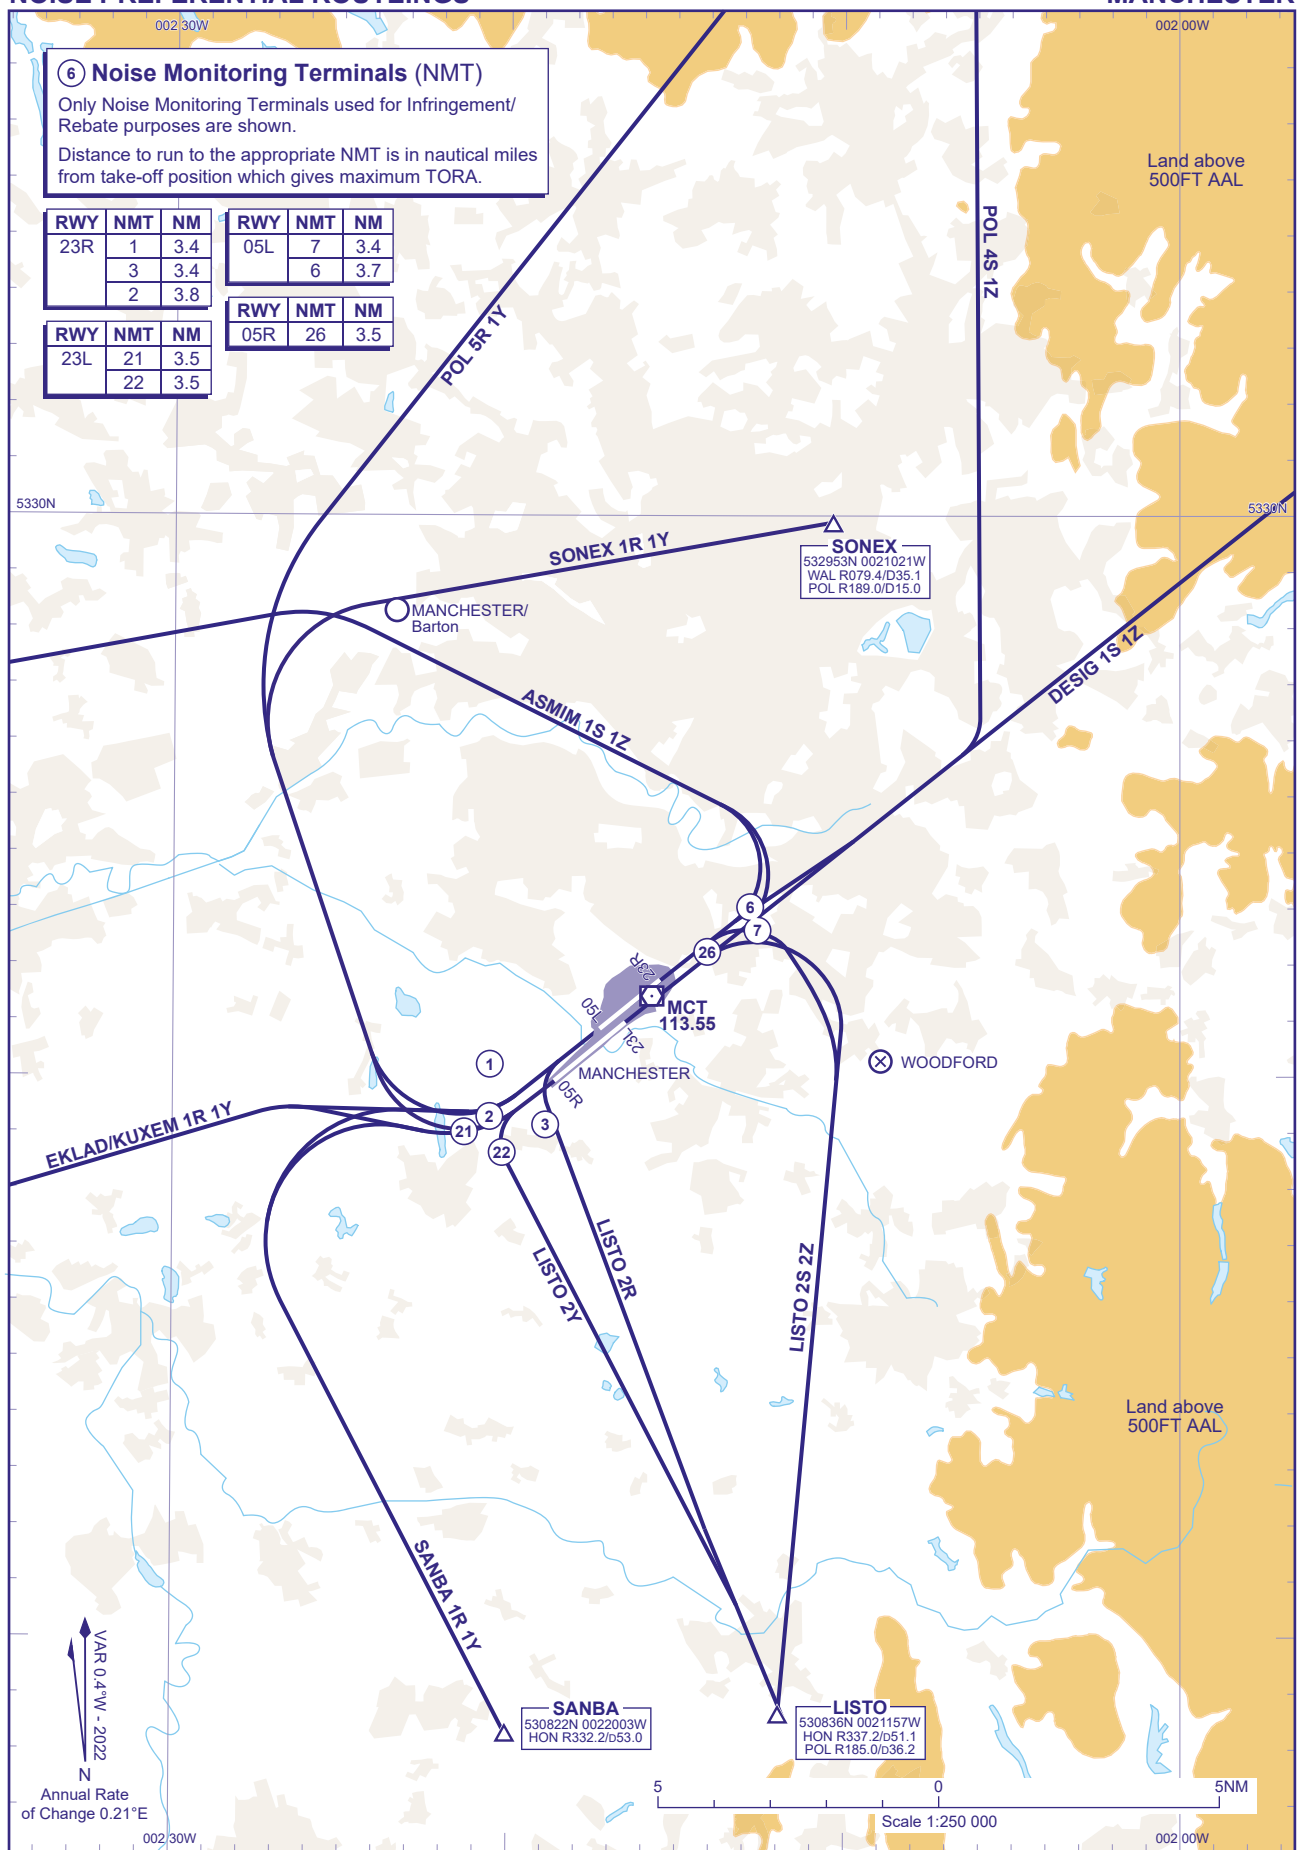 NOISE PREFERENTIAL ROUTEINGS
MANCHESTER
002 30W
002 00W
6 Noise Monitoring Terminals (NMT)
Only Noise Monitoring Terminals used for Infringement/
Rebate purposes are shown.
Distance to run to the appropriate NMT is in nautical miles
from take-off position which gives maximum TORA.
RWY NMT NM
23R 1 3.4
3 3.4
2 3.8
RWY NMT NM
05L 7 3.4
6 3.7
RWY NMT NM
05R 26 3.5
RWY NMT NM
23L 21 3.5
22 3.5
Land above
500FT AAL
POL 4S 1Z
POL 5R 1Y
5330N
5330N
SONEX 1R 1Y
SONEX
532953N 0021021W
WAL R079.4/D35.1
POL R189.0/D15.0
MANCHESTER/
Barton
DESIG 1S 1Z
ASMIM 1S 1Z
6
7
26
23R
05L
MCT
113.55
23L
MANCHESTER
05R
WOODFORD
1
2
3
21
22
EKLAD/KUXEM 1R 1Y
LISTO 2R
LISTO 2Y
LISTO 2S 2Z
Land above
500FT AAL
SANBA 1R 1Y
VAR 0.4°W - 2022
N
Annual Rate
of Change 0.21°E
SANBA
530822N 0022003W
HON R332.2/D53.0
LISTO
530836N 0021157W
HON R337.2/D51.1
POL R185.0/D36.2
5 0 5NM
Scale 1:250 000
002 30W
002 00W